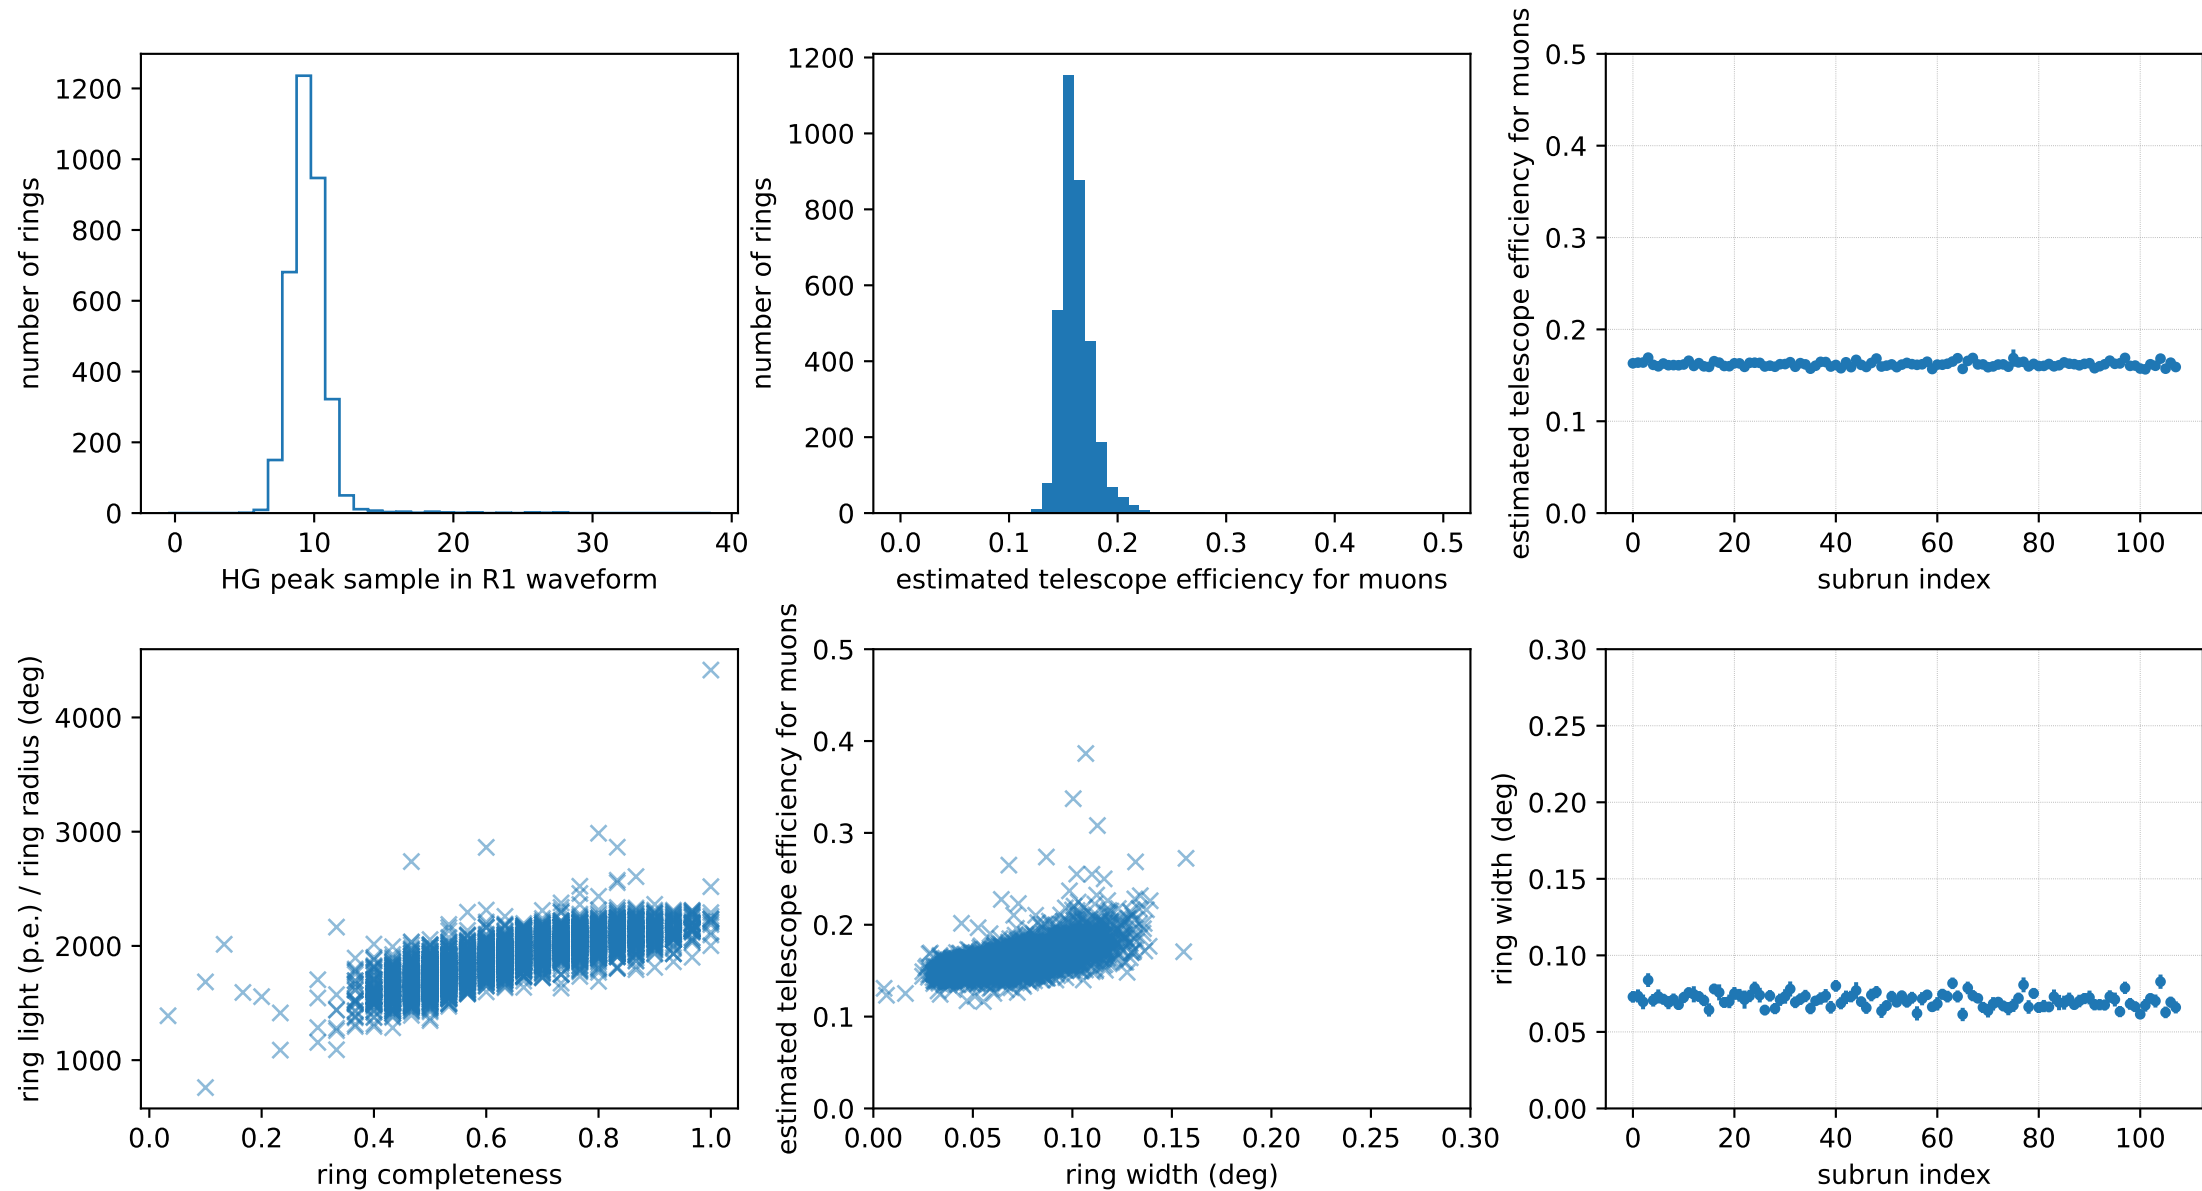 number of rings
1200
1000
800
600
400
200
0
0 10 20 30 40
HG peak sample in R1 waveform
number of rings
1200
1000
800
600
400
200
0
0.0 0.1 0.2 0.3 0.4 0.5
estimated telescope efficiency for muons
estimated telescope efficiency for muons
0.5
0.4
0.3
0.2
0.1
0.0
0 20 40 60 80 100
subrun index
ring light (p.e.) / ring radius (deg)
4000
3000
2000
1000
0.0 0.2 0.4 0.6 0.8 1.0
ring completeness
estimated telescope efficiency for muons
0.5
0.4
0.3
0.2
0.1
0.0
0.00 0.05 0.10 0.15 0.20 0.25 0.30
ring width (deg)
ring width (deg)
0.30
0.25
0.20
0.15
0.10
0.05
0.00
0 20 40 60 80 100
subrun index